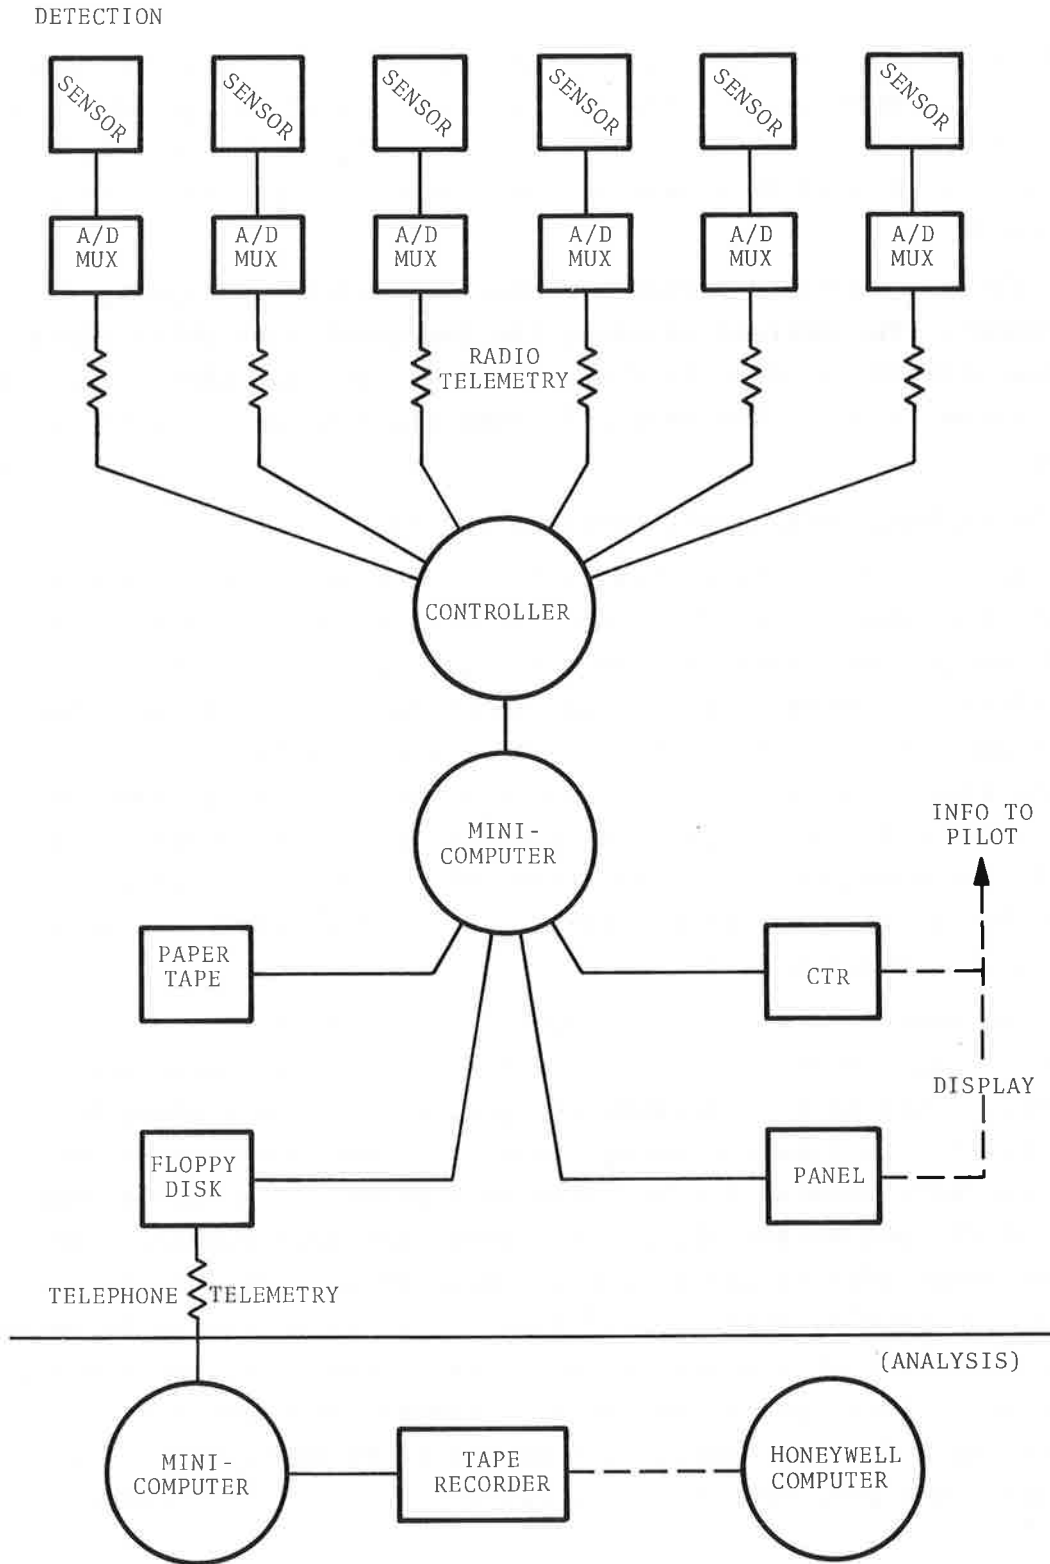 DETECTION
SENSOR
SENSOR
SENSOR
SENSOR
SENSOR
SENSOR
A/D
MUX
A/D
MUX
A/D
MUX
A/D
MUX
A/D
MUX
A/D
MUX
RADIO
TELEMETRY
CONTROLLER
MINI-
COMPUTER
INFO TO
PILOT
PAPER
TAPE
CTR
DISPLAY
FLOPPY
DISK
PANEL
TELEPHONE TELEMETRY
(ANALYSIS)
MINI-
COMPUTER
TAPE
RECORDER
HONEYWELL
COMPUTER